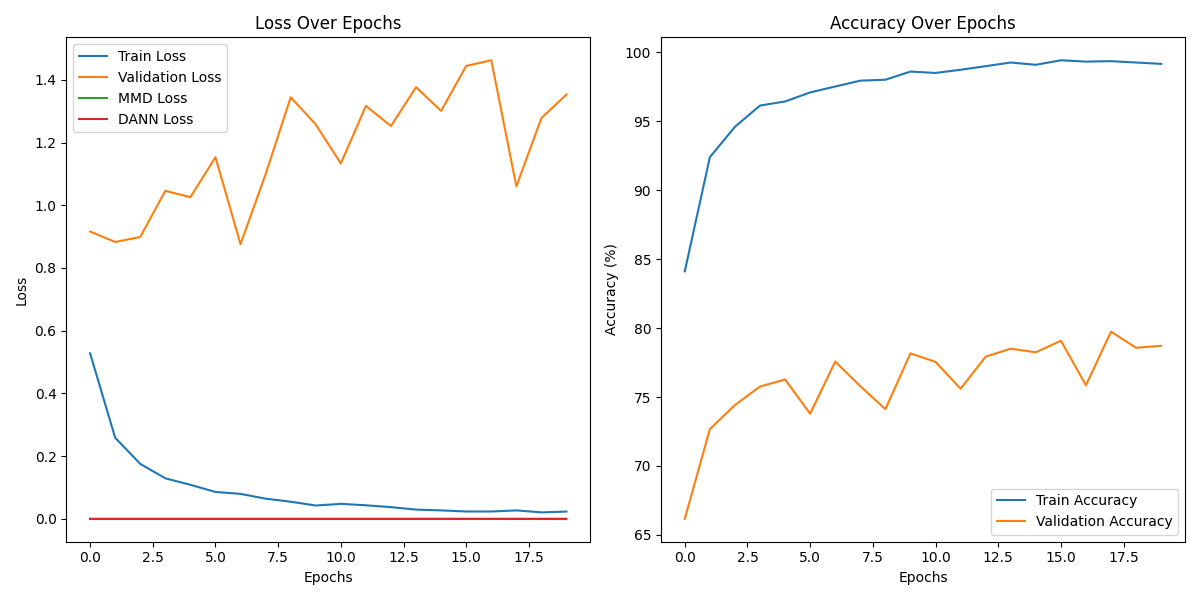 Loss Over Epochs
Train Loss
Validation Loss
MMD Loss
DANN Loss
1.4
1.2
1.0
0.8
0.6
0.4
0.2
0.0
Loss
0.0 2.5 5.0 7.5 10.0 12.5 15.0 17.5
Epochs
Accuracy Over Epochs
100
95
90
85
80
75
70
65
Accuracy (%)
Train Accuracy
Validation Accuracy
0.0 2.5 5.0 7.5 10.0 12.5 15.0 17.5
Epochs